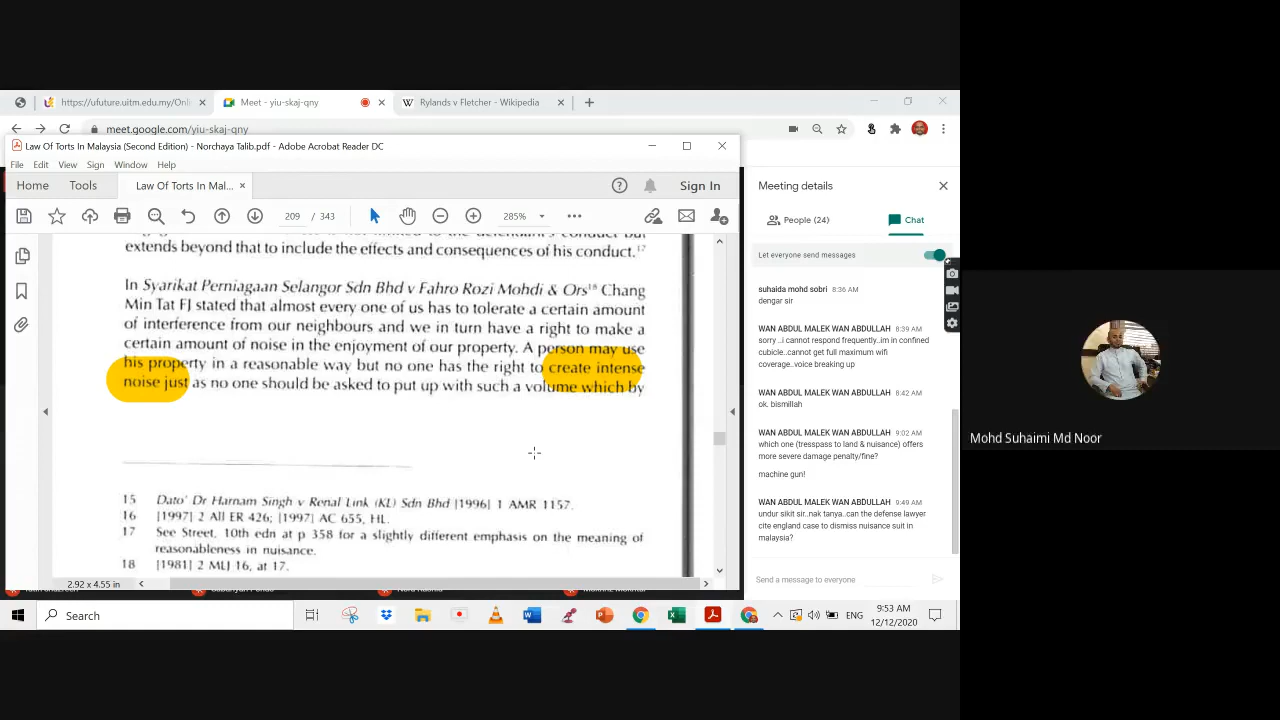 https://ufuture.uitm.edu.my/Onli
Meet - yiu-skaj-qny
Rylands v Fletcher - Wikipedia
meet.google.com/yiu-skaj-qny
Law Of Torts In Malaysia (Second Edition) - Norchaya Talib.pdf - Adobe Acrobat Reader DC
File Edit View Sign Window Help
Home Tools Law Of Torts In Mal... Sign In
209 / 343 285%
extends beyond that to include the effects and consequences of his conduct.17
In Syarikat Perniagaan Selangor Sdn Bhd v Fahro Rozi Mohdi & Ors18 Chang
Min Tat FJ stated that almost every one of us has to tolerate a certain amount
of interference from our neighbours and we in turn have a right to make a
certain amount of noise in the enjoyment of our property. A person may use
his property in a reasonable way but no one has the right to create intense
noise just as no one should be asked to put up with such a volume which by
15 Dato' Dr Harnam Singh v Renal Link (KL) Sdn Bhd [1996] 1 AMR 1157.
16 [1997] 2 All ER 426; [1997] AC 655, HL.
17 See Street, 10th edn at p 358 for a slightly different emphasis on the meaning of
reasonableness in nuisance.
18 [1981] 2 MLJ 16, at 17.
2.92 x 4.55 in
Meeting details
People (24) Chat
Let everyone send messages
suhaida mohd sobri 8:36 AM
dengar sir
WAN ABDUL MALEK WAN ABDULLAH 8:39 AM
sorry ..i cannot respond frequently..im in confined
cubicle..cannot get full maximum wifi
coverage..voice breaking up
WAN ABDUL MALEK WAN ABDULLAH 8:42 AM
ok. bismillah
WAN ABDUL MALEK WAN ABDULLAH 9:02 AM
which one (tresspass to land & nuisance) offers
more severe damage penalty/fine?
machine gun!
WAN ABDUL MALEK WAN ABDULLAH 9:49 AM
undur sikit sir..nak tanya..can the defense lawyer
cite england case to dismiss nuisance suit in
malaysia?
Send a message to everyone
Mohd Suhaimi Md Noor
Search
ENG
9:53 AM
12/12/2020